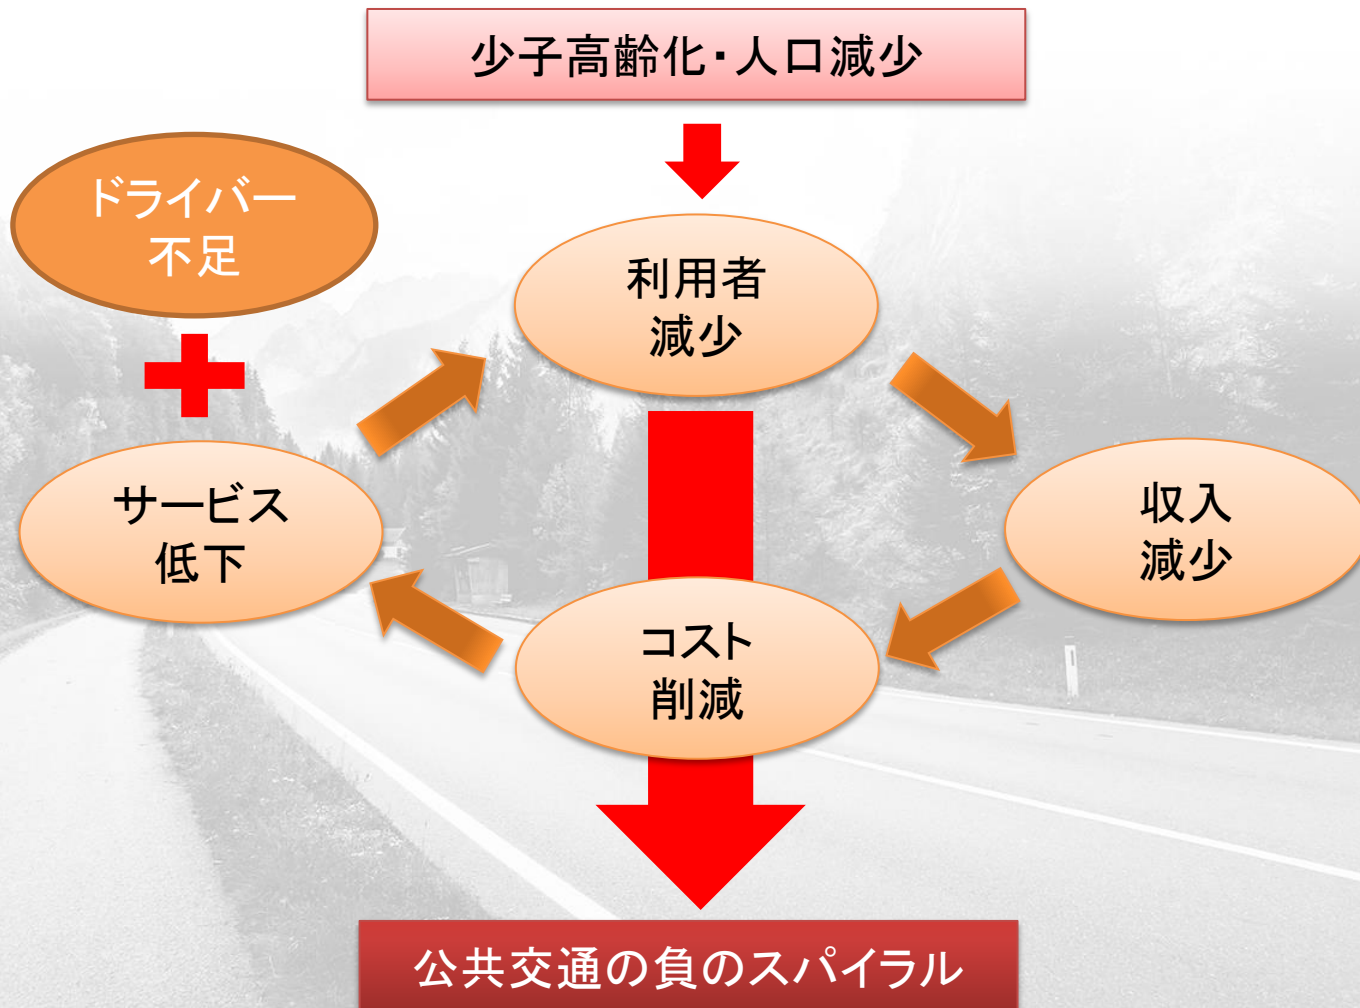 少子高齢化・人口減少
ドライバー
不足
利用者
減少
サービス
低下
収入
減少
コスト
削減
公共交通の負のスパイラル